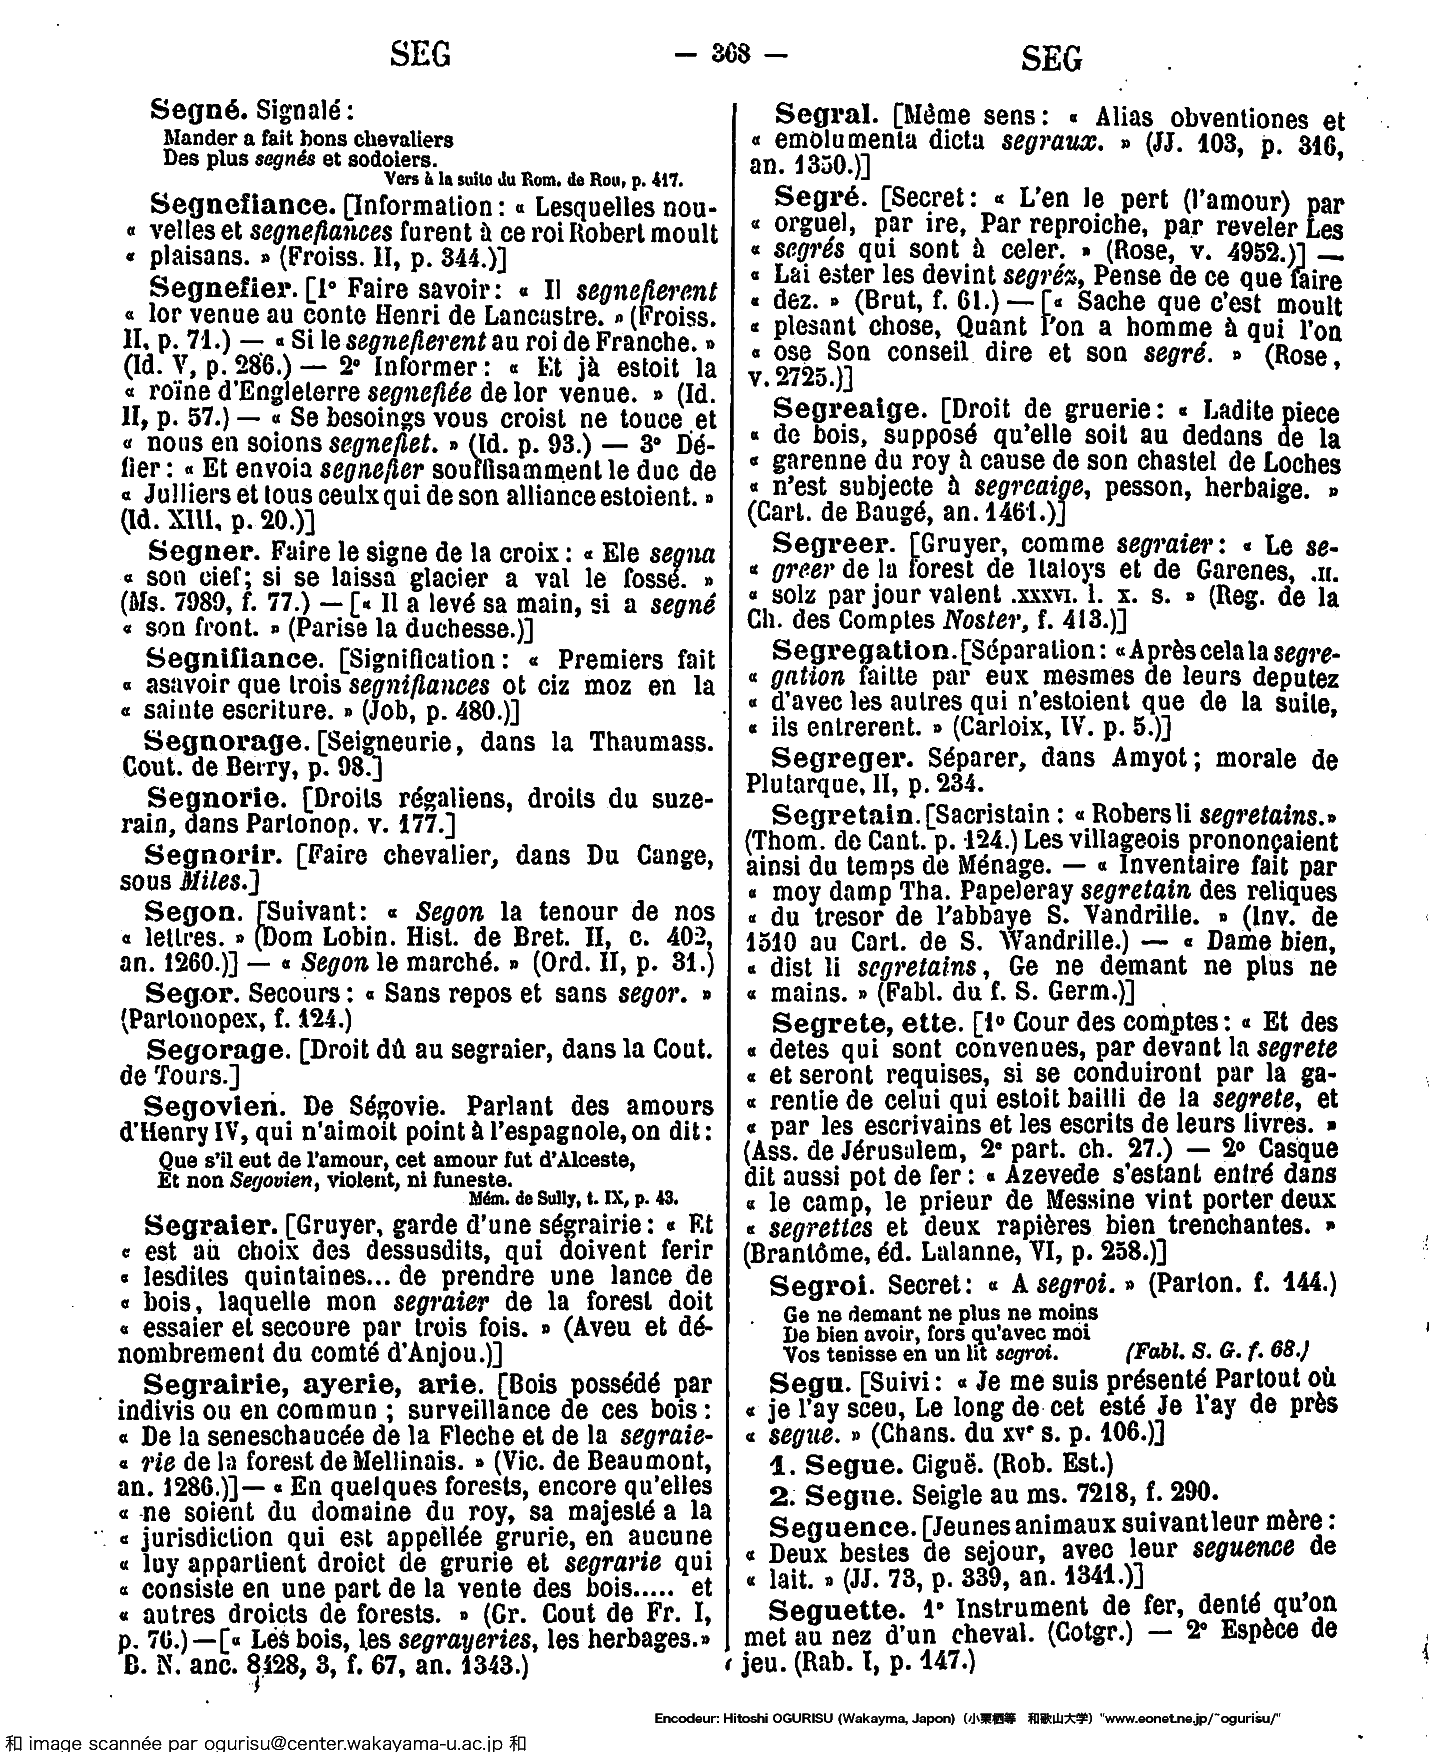 SEG — 368 — SEG
Segné. Signalé :
Mander a fait bons chevaliers
Des plus segnés et sodoiers.
Vers à la suite du Rom. de Rou, p. 417.
Segnefiance. [Information : « Lesquelles nou-
« velles et segnefiances furent à ce roi Robert moult
« plaisans. » (Froiss. II, p. 344.)]
Segnefier. [1° Faire savoir : « Il segnefierent
« lor venue au conte Henri de Lancastre. » (Froiss.
II, p. 71.) — « Si le segnefierent au roi de Franche. »
(Id. V, p. 286.) — 2° Informer : « Et jà estoit la
« roïne d'Engleterre segnefiée de lor venue. » (Id.
II, p. 57.) — « Se besoings vous croist ne touce et
« nous en soions segnefiet. » (Id. p. 93.) — 3° Dé-
fier : « Et envoia segnefier souffisamment le duc de
« Julliers et tous ceulx qui de son alliance estoient. »
(Id. XIII, p. 20.)]
Segner. Faire le signe de la croix : « Ele segna
« son cief ; si se laissa glacier a val le fossé. »
(Ms. 7989, f. 77.) — [« Il a levé sa main, si a segné
« son front. » (Parise la duchesse.)]
Segnifiance. [Signification : « Premiers fait
« asavoir que trois segnifiances ot ciz moz en la
« sainte escriture. » (Job, p. 480.)]
Segnorage. [Seigneurie, dans la Thaumass.
Cout. de Berry, p. 98.]
Segnorie. [Droits régaliens, droits du suze-
rain, dans Partonop. v. 177.]
Segnorir. [Faire chevalier, dans Du Cange,
sous Miles.]
Segon. [Suivant : « Segon la tenour de nos
« lettres. » (Dom Lobin. Hist. de Bret. II, c. 402,
an. 1260.)] — « Segon le marché. » (Ord. II, p. 31.)
Segor. Secours : « Sans repos et sans segor. »
(Partonopex, f. 124.)
Segorage. [Droit dû au segraier, dans la Cout.
de Tours.]
Segovien. De Ségovie. Parlant des amours
d'Henry IV, qui n'aimoit point à l'espagnole, on dit :
Que s'il eut de l'amour, cet amour fut d'Alceste,
Et non Segovien, violent, ni funeste.
Mém. de Sully, t. IX, p. 43.
Segraier. [Gruyer, garde d'une ségrairie : « Et
« est au choix des dessusdits, qui doivent ferir
« lesdites quintaines... de prendre une lance de
« bois, laquelle mon segraier de la forest doit
« essaier et secoure par trois fois. » (Aveu et dé-
nombrement du comté d'Anjou.)]
Segrairie, ayerie, arie. [Bois possédé par
indivis ou en commun ; surveillance de ces bois :
« De la seneschaucée de la Fleche et de la segraie-
« rie de la forest de Mellinais. » (Vic. de Beaumont,
an. 1286.)] — « En quelques forests, encore qu'elles
« ne soient du domaine du roy, sa majesté a la
« jurisdiction qui est appellée grurie, en aucune
« luy appartient droict de grurie et segrarie qui
« consiste en une part de la vente des bois..... et
« autres droicts de forests. » (Gr. Cout de Fr. I,
p. 76.) — [« Les bois, les segrayeries, les herbages. »
B. N. anc. 8428, 3, f. 67, an. 1343.)
Segral. [Même sens : « Alias obventiones et
« emolumenta dicta segraux. » (JJ. 103, p. 316,
an. 1350.)]
Segré. [Secret : « L'en le pert (l'amour) par
« orguel, par ire, Par reproiche, par reveler Les
« segrés qui sont à celer. » (Rose, v. 4952.)] —
« Lai ester les devint segréz, Pense de ce que faire
« dez. » (Brut, f. 61.) — [« Sache que c'est moult
« plesant chose, Quant l'on a homme à qui l'on
« ose Son conseil dire et son segré. » (Rose,
v. 2725.)]
Segreaige. [Droit de gruerie : « Ladite piece
« de bois, supposé qu'elle soit au dedans de la
« garenne du roy à cause de son chastel de Loches
« n'est subjecte à segreaige, pesson, herbaige. »
(Cart. de Baugé, an. 1461.)]
Segreer. [Gruyer, comme segraier : « Le se-
« greer de la forest de Italoys et de Garenes, .II.
« solz par jour valent .XXXVI. l. x. s. » (Reg. de la
Ch. des Comptes Noster, f. 413.)]
Segregation. [Séparation : « Après cela la segre-
« gation faitte par eux mesmes de leurs deputez
« d'avec les autres qui n'estoient que de la suite,
« ils entrerent. » (Carloix, IV. p. 5.)]
Segreger. Séparer, dans Amyot ; morale de
Plutarque, II, p. 234.
Segretain. [Sacristain : « Robers li segretains. »
(Thom. de Cant. p. 124.) Les villageois prononçaient
ainsi du temps de Ménage. — « Inventaire fait par
« moy damp Tha. Papeleray segretain des reliques
« du tresor de l'abbaye S. Vandrille. » (Inv. de
1510 au Cart. de S. Wandrille.) — « Dame bien,
« dist li segretains, Ge ne demant ne plus ne
« mains. » (Fabl. du f. S. Germ.)]
Segrete, ette. [1° Cour des comptes : « Et des
« detes qui sont convenues, par devant la segrete
« et seront requises, si se conduiront par la ga-
« rentie de celui qui estoit bailli de la segrete, et
« par les escrivains et les escrits de leurs livres. »
(Ass. de Jérusalem, 2° part. ch. 27.) — 2° Casque
dit aussi pot de fer : « Azevede s'estant entré dans
« le camp, le prieur de Messine vint porter deux
« segrettes et deux rapières bien trenchantes. »
(Brantôme, éd. Lalanne, VI, p. 258.)]
Segroi. Secret : « A segroi. » (Parton. f. 144.)
Ge ne demant ne plus ne moins
De bien avoir, fors qu'avec moi
Vos tenisse en un lit segroi. (Fabl. S. G. f. 68.)
Segu. [Suivi : « Je me suis présenté Partout où
« je l'ay sceu, Le long de cet esté Je l'ay de près
« segue. » (Chans. du xv° s. p. 106.)]
1. Segue. Ciguë. (Rob. Est.)
2. Segue. Seigle au ms. 7218, f. 290.
Seguence. [Jeunes animaux suivant leur mère :
« Deux bestes de sejour, avec leur seguence de
« lait. » (JJ. 73, p. 339, an. 1341.)]
Seguette. 1° Instrument de fer, denté qu'on
met au nez d'un cheval. (Cotgr.) — 2° Espèce de
jeu. (Rab. I, p. 147.)
Encodeur: Hitoshi OGURISU (Wakayma, Japon) (小栗栖等 和歌山大学) "www.eonet.ne.jp/~ogurisu/"
和 image scannée par ogurisu@center.wakayama-u.ac.jp 和